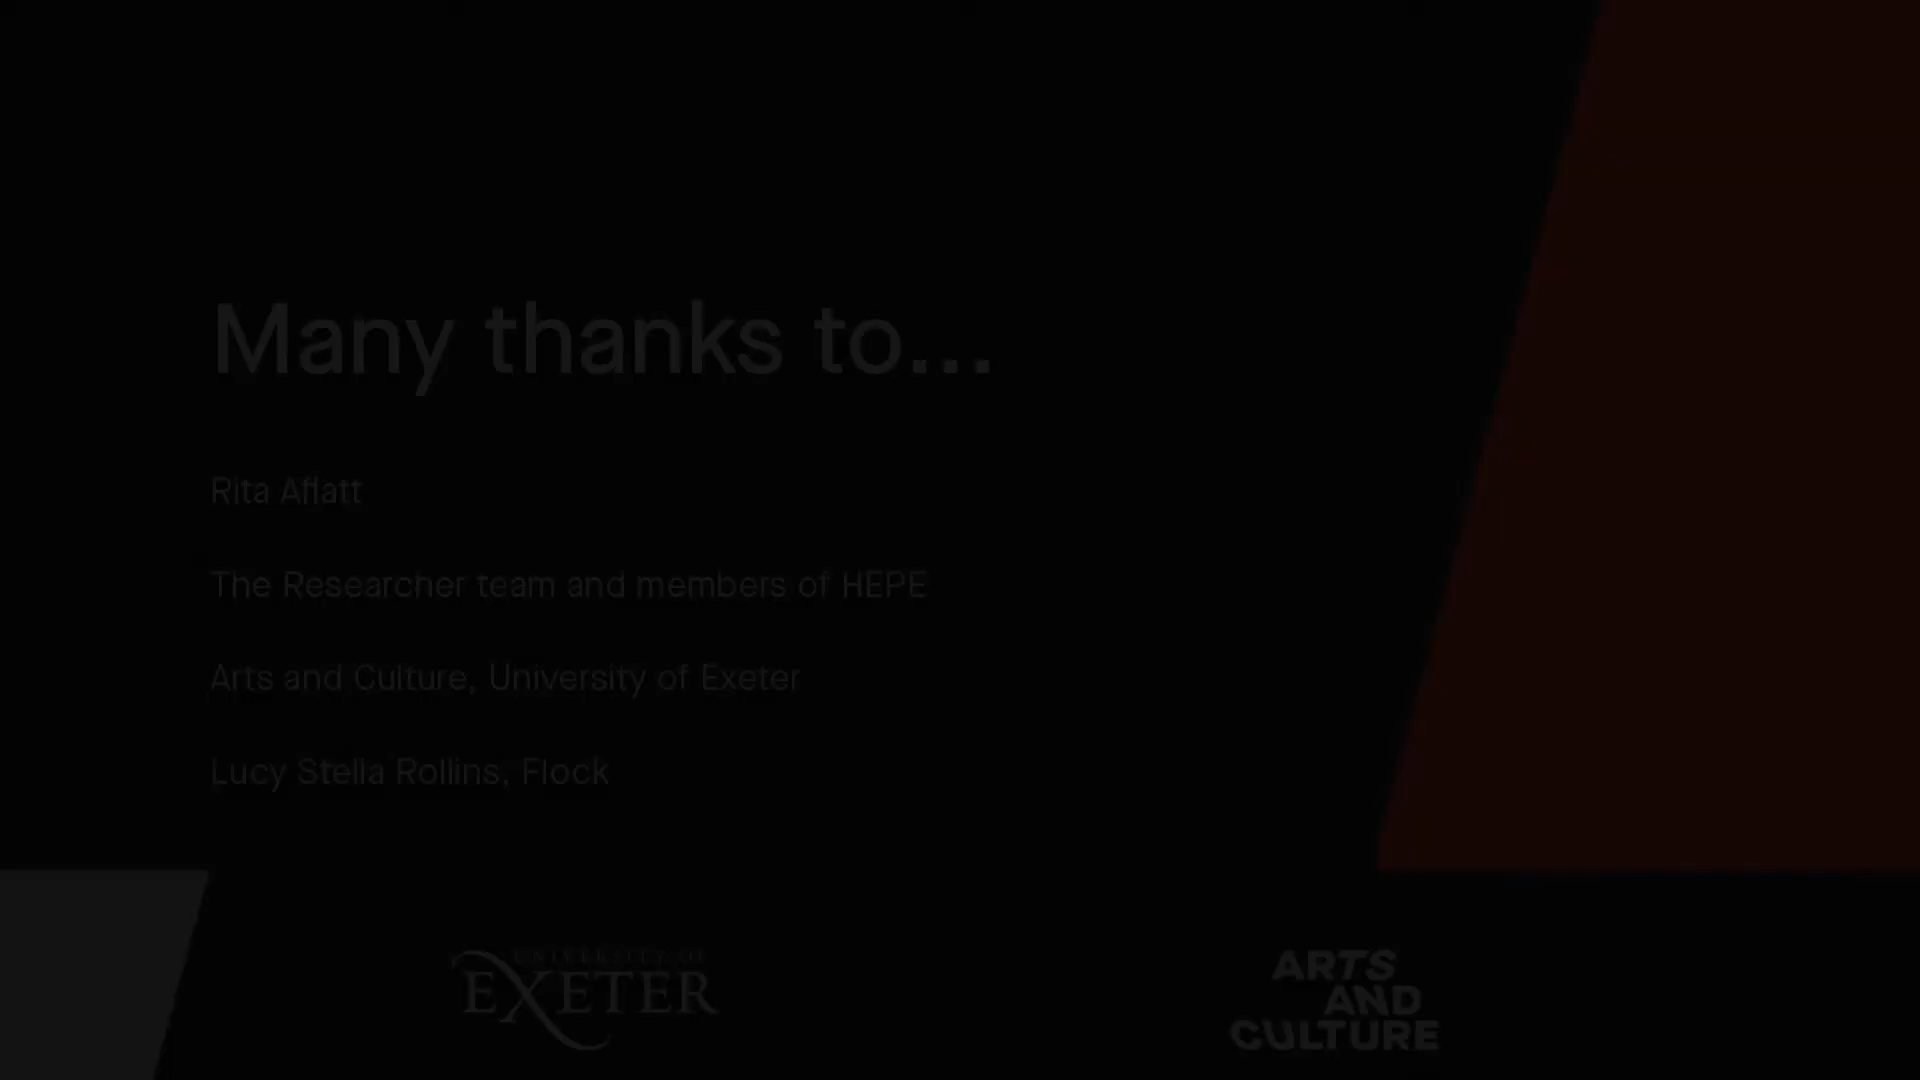 Many thanks to...
Rita Aflatt
The Researcher team and members of HEPE
Arts and Culture, University of Exeter
Lucy Stella Rollins, Flock
UNIVERSITY OF
EXETER
ARTS
AND
CULTURE